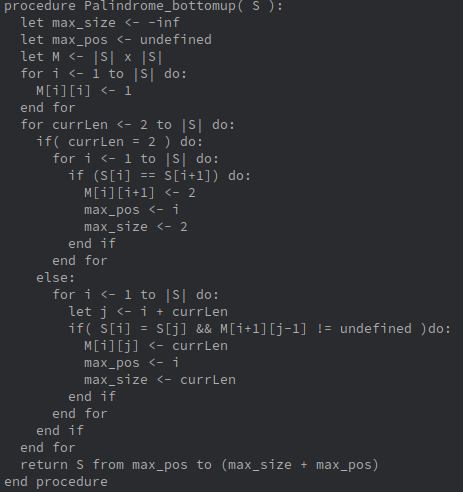 procedure Palindrome_bottomup( S ):
  let max_size <- -inf
  let max_pos <- undefined
  let M <- |S| x |S|
  for i <- 1 to |S| do:
    M[i][i] <- 1
  end for
  for currLen <- 2 to |S| do:
    if( currLen = 2 ) do:
      for i <- 1 to |S| do:
        if (S[i] == S[i+1]) do:
          M[i][i+1] <- 2
          max_pos <- i
          max_size <- 2
        end if
      end for
    else:
      for i <- 1 to |S| do:
        let j <- i + currLen
        if( S[i] = S[j] && M[i+1][j-1] != undefined )do:
          M[i][j] <- currLen
          max_pos <- i
          max_size <- currLen
        end if
      end for
    end if
  end for
  return S from max_pos to (max_size + max_pos)
end procedure